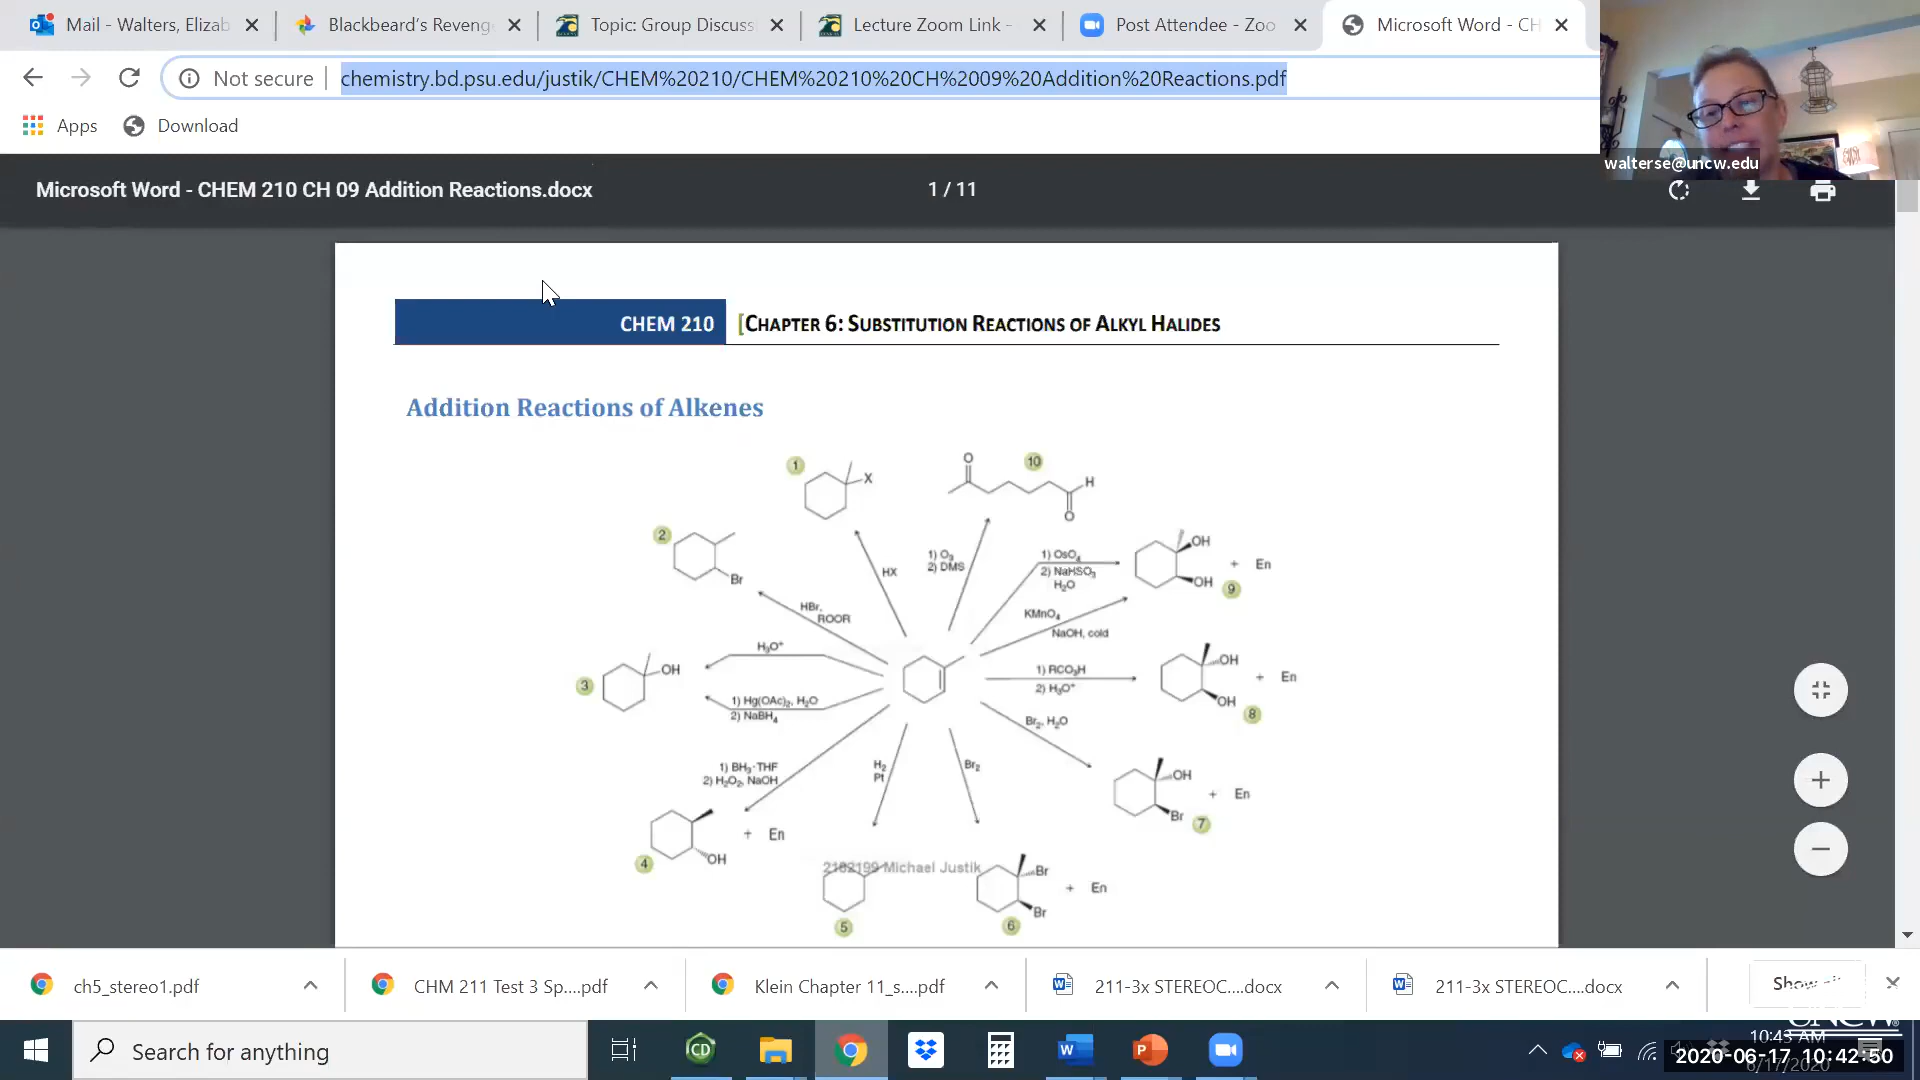 Mail - Walters, Elizab
Blackbeard's Revenge
Topic: Group Discuss
Lecture Zoom Link -
Post Attendee - Zoo
Microsoft Word - CH
Not secure
chemistry.bd.psu.edu/justik/CHEM%20210/CHEM%20210%20CH%2009%20Addition%20Reactions.pdf
Apps
Download
walterse@uncw.edu
Microsoft Word - CHEM 210 CH 09 Addition Reactions.docx
1 / 11
CHEM 210
[CHAPTER 6: SUBSTITUTION REACTIONS OF ALKYL HALIDES
Addition Reactions of Alkenes
1
X
O
10
H
O
2
Br
HX
1) O3
2) DMS
1) OsO4
2) NaHSO3
H2O
OH
OH
+ En
9
HBr,
ROOR
KMnO4
NaOH, cold
H3O+
3
OH
1) Hg(OAc)2, H2O
2) NaBH4
1) RCO3H
2) H3O+
OH
OH
+ En
8
Br2, H2O
1) BH3·THF
2) H2O2, NaOH
H2
Pt
Br2
OH
Br
+ En
7
4
OH
+ En
2182199 Michael Justik
5
Br
Br
+ En
6
ch5_stereo1.pdf
CHM 211 Test 3 Sp....pdf
Klein Chapter 11_s....pdf
211-3x STEREOC....docx
211-3x STEREOC....docx
Show all
UNCW
Search for anything
10:43 AM
6/17/2020
2020-06-17 10:42:50